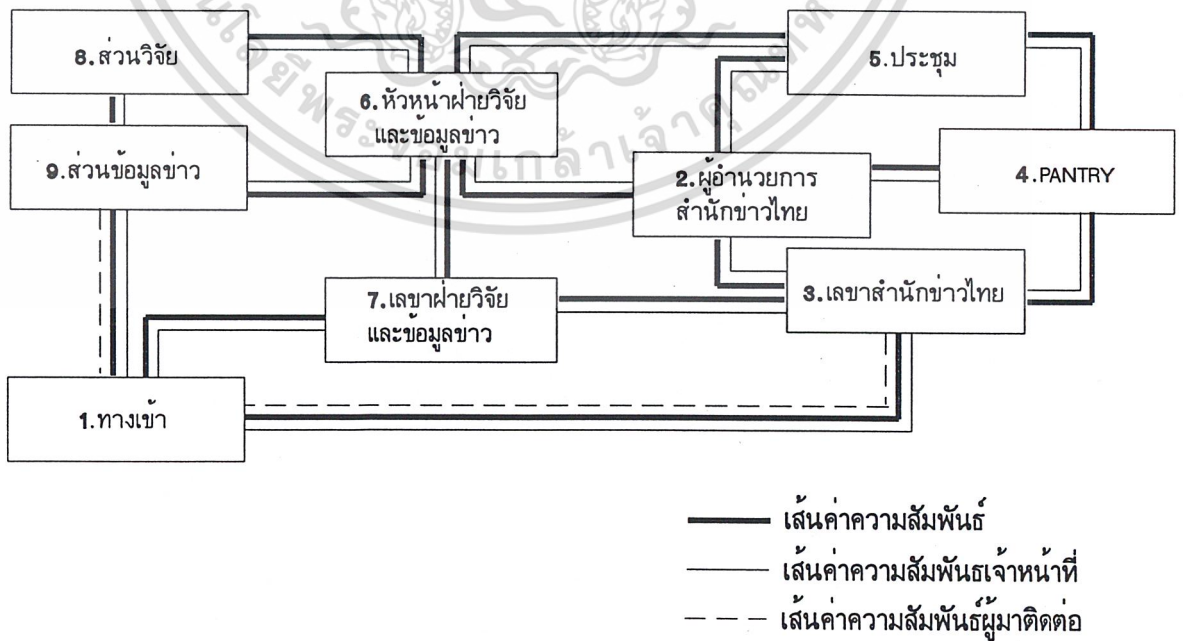 8.ส่วนวิจัย
5.ประชุม
6.หัวหน้าฝ่ายวิจัย
และข้อมูลข่าว
9.ส่วนข้อมูลข่าว
2.ผู้อำนวยการ
สำนักข่าวไทย
4.PANTRY
7.เลขาฝ่ายวิจัย
และข้อมูลข่าว
3.เลขาสำนักข่าวไทย
1.ทางเข้า
เส้นค่าความสัมพันธ์
เส้นค่าความสัมพันธเจ้าหน้าที่
เส้นค่าความสัมพันธ์ผู้มาติดต่อ